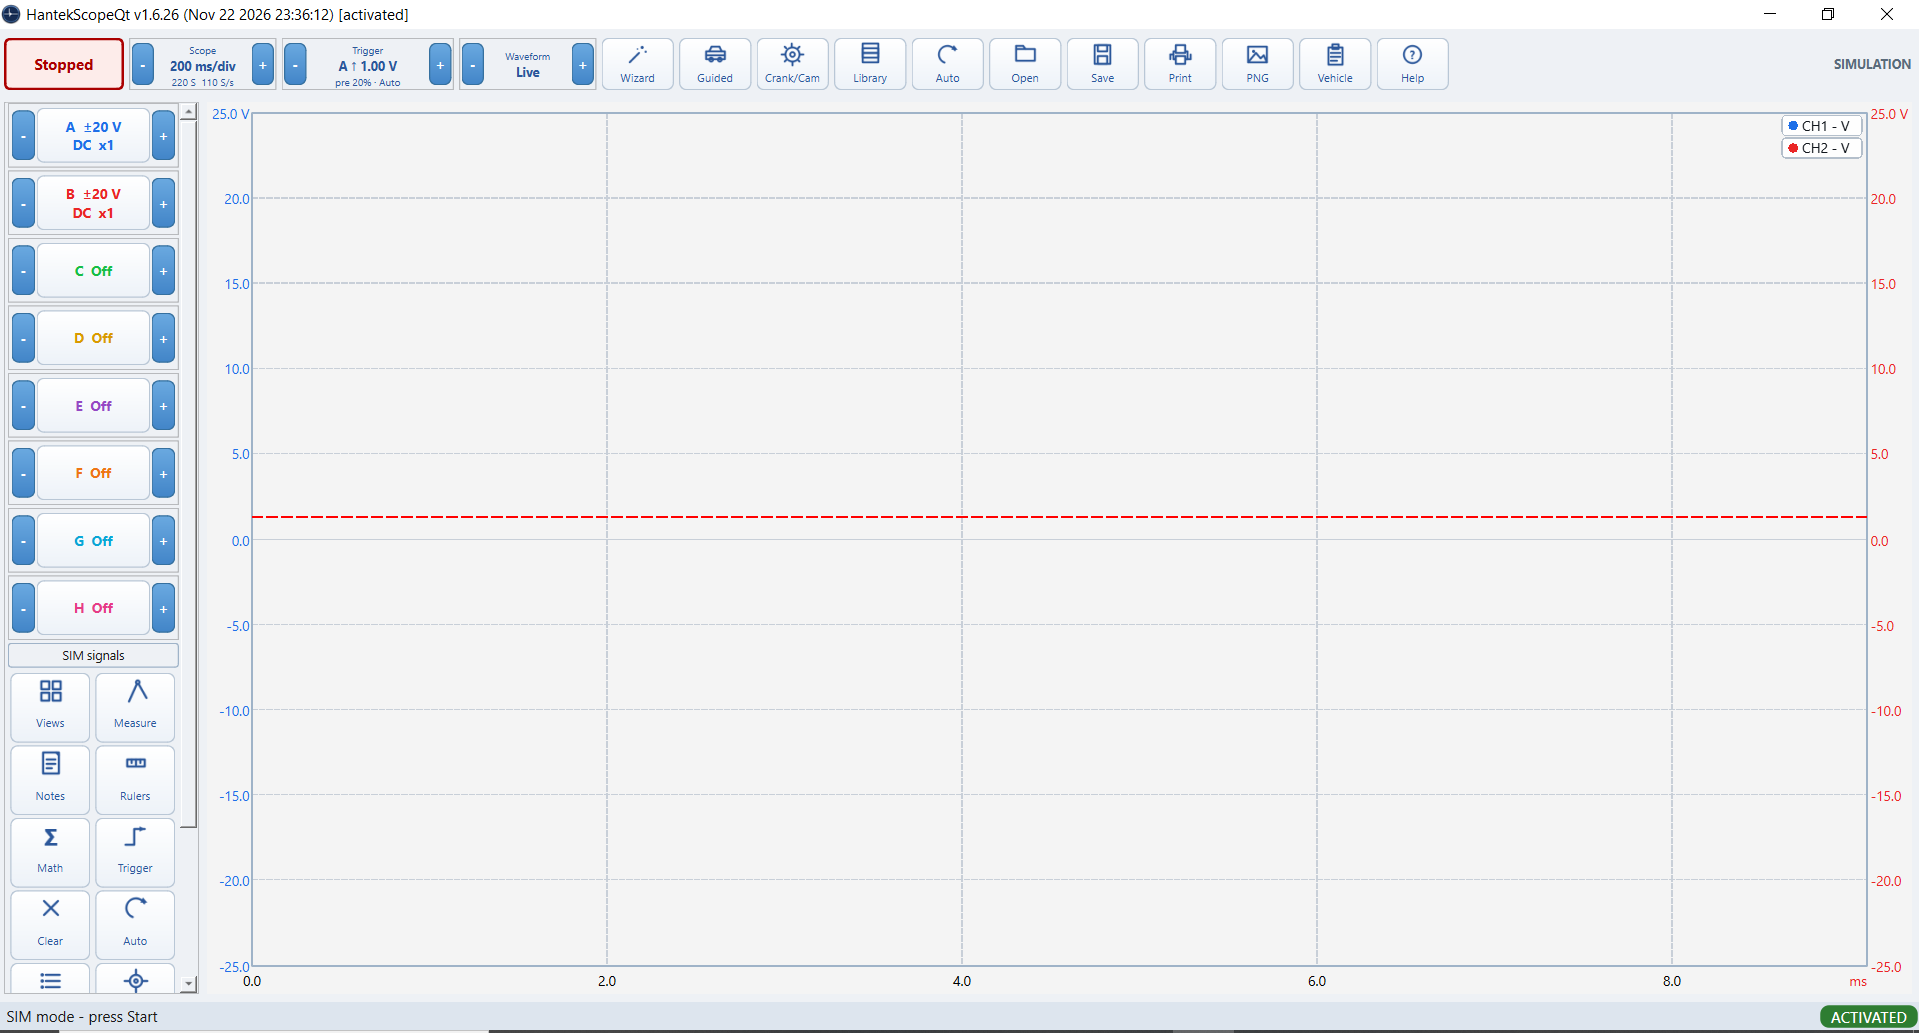 HantekScopeQt v1.6.26 (Nov 22 2026 23:36:12) [activated]
Stopped
-
Scope
200 ms/div
220 S 110 S/s
+
-
Trigger
A ↑ 1.00 V
pre 20% · Auto
+
-
Waveform
Live
+
Wizard
Guided
Crank/Cam
Library
Auto
Open
Save
Print
PNG
Vehicle
Help
SIMULATION
-
A ±20 V
DC x1
+
-
B ±20 V
DC x1
+
-
C Off
+
-
D Off
+
-
E Off
+
-
F Off
+
-
G Off
+
-
H Off
+
SIM signals
Views
Measure
Notes
Rulers
Σ
Math
Trigger
Clear
Auto
25.0 V
20.0
15.0
10.0
5.0
0.0
-5.0
-10.0
-15.0
-20.0
-25.0
CH1 - V
CH2 - V
25.0 V
20.0
15.0
10.0
5.0
0.0
-5.0
-10.0
-15.0
-20.0
-25.0
0.0
2.0
4.0
6.0
8.0
ms
SIM mode - press Start
ACTIVATED